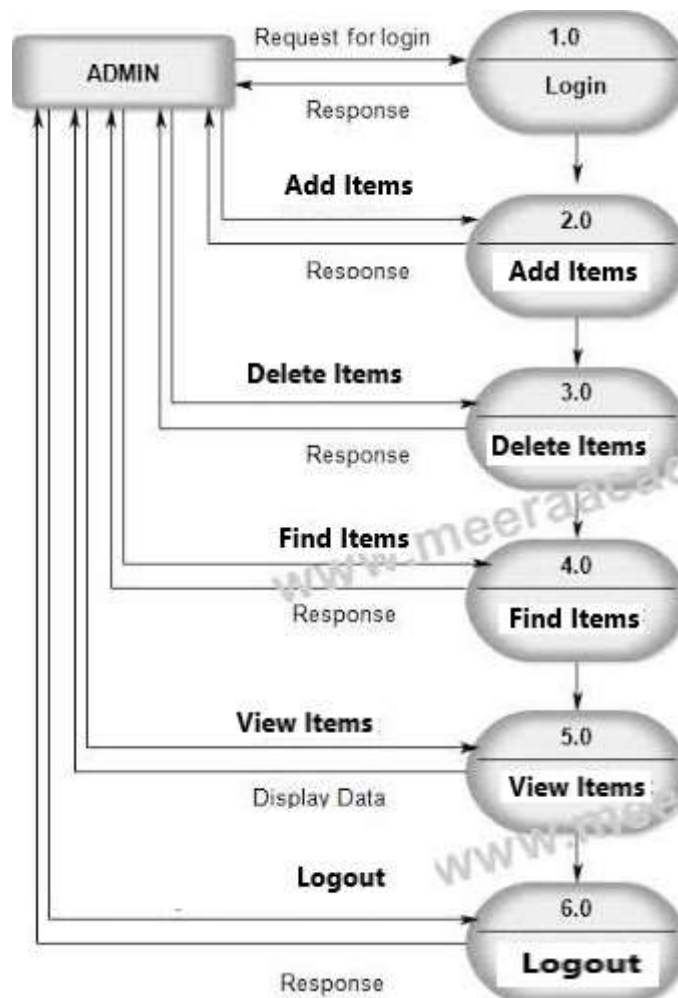 Request for login
1.0
ADMIN
Login
Response
Add Items
2.0
Response
Add Items
Delete Items
3.0
Response
Delete Items
Find Items
4.0
Response
Find Items
View Items
5.0
Display Data
View Items
Logout
6.0
Response
Logout